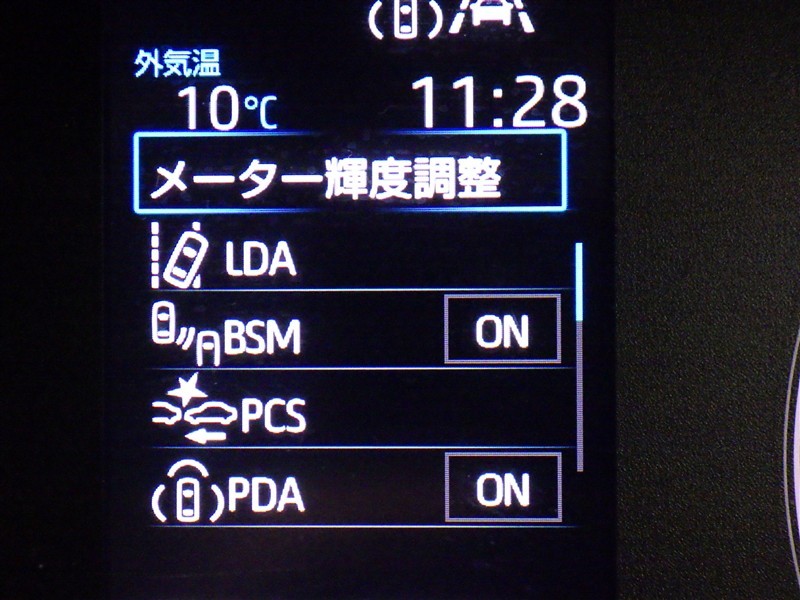 外気温
10℃ 11:28
メーター輝度調整
LDA
BSM ON
PCS
PDA ON